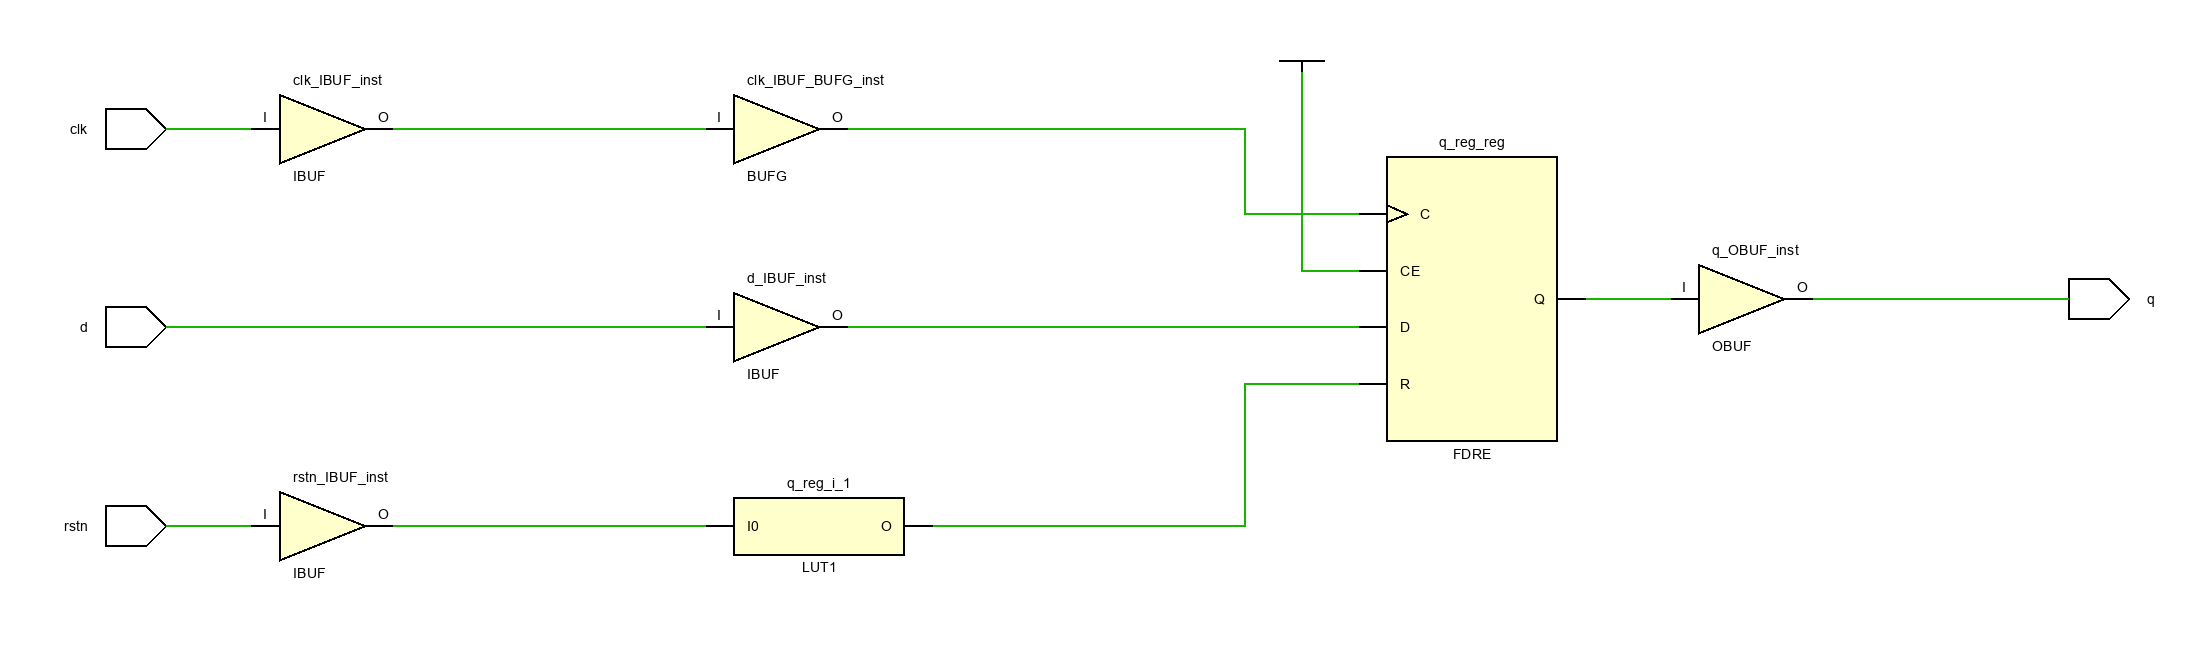 clk_IBUF_inst
clk_IBUF_BUFG_inst
clk
I
O
I
O
IBUF
BUFG
q_reg_reg
C
CE
D
R
Q
FDRE
d_IBUF_inst
d
I
O
IBUF
q_OBUF_inst
I
O
q
OBUF
rstn_IBUF_inst
q_reg_i_1
rstn
I
O
I0
O
IBUF
LUT1